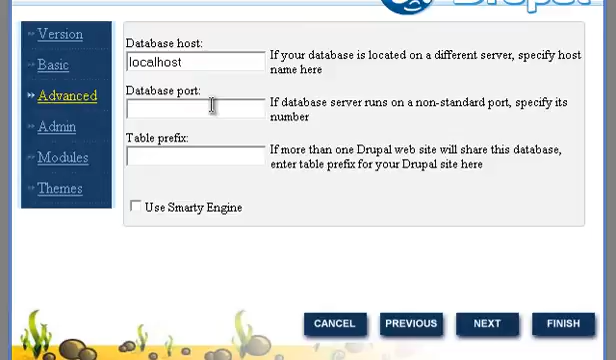 Drupal
Version
Basic
Advanced
Admin
Modules
Themes
Database host:
localhost
If your database is located on a different server, specify host
name here
Database port:
If database server runs on a non-standard port, specify its
number
Table prefix:
If more than one Drupal web site will share this database,
enter table prefix for your Drupal site here
Use Smarty Engine
CANCEL
PREVIOUS
NEXT
FINISH